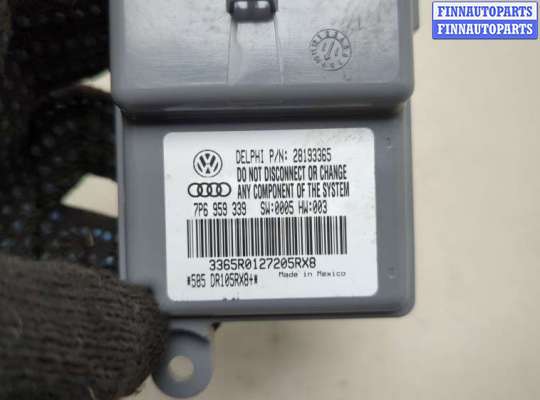 FINNAUTOPARTS
FINNAUTOPARTS
DELPHI P/N: 28193365
DO NOT DISCONNECT OR CHANGE
ANY COMPONENT OF THE SYSTEM
7P6 959 339 SW:0005 HW:003
3365R0127205RX8
*585 DR105RX8+*
Made in Mexico